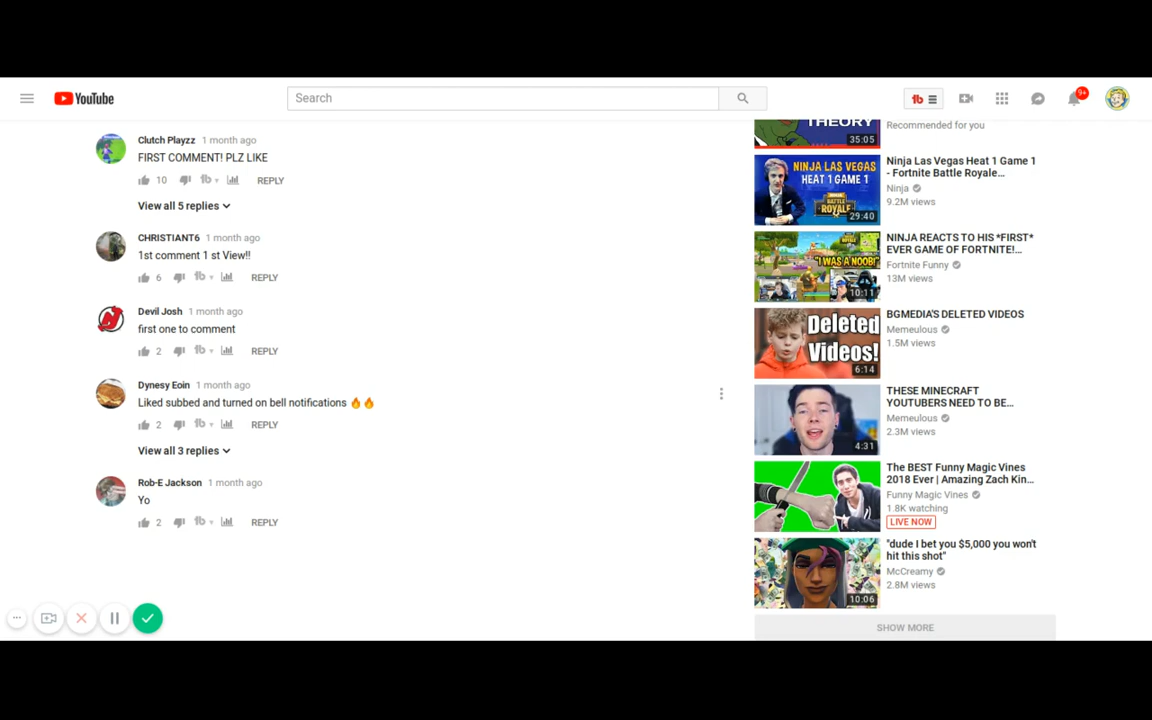 YouTube
Search
9+
Clutch Playzz 1 month ago
FIRST COMMENT! PLZ LIKE
10 REPLY
View all 5 replies
CHRISTIANT6 1 month ago
1st comment 1 st View!!
6 REPLY
Devil Josh 1 month ago
first one to comment
2 REPLY
Dynesy Eoin 1 month ago
Liked subbed and turned on bell notifications 🔥🔥
2 REPLY
View all 3 replies
Rob-E Jackson 1 month ago
Yo
2 REPLY
THEORY
35:05
Recommended for you
NINJA LAS VEGAS
HEAT 1 GAME 1
BATTLE
ROYALE
29:40
Ninja Las Vegas Heat 1 Game 1
- Fortnite Battle Royale…
Ninja
9.2M views
"I WAS A NOOB!"
10:11
NINJA REACTS TO HIS *FIRST*
EVER GAME OF FORTNITE!…
Fortnite Funny
13M views
Deleted
Videos!
6:14
BGMEDIA'S DELETED VIDEOS
Memeulous
1.5M views
4:31
THESE MINECRAFT
YOUTUBERS NEED TO BE…
Memeulous
2.3M views
The BEST Funny Magic Vines
2018 Ever | Amazing Zach Kin…
Funny Magic Vines
1.8K watching
LIVE NOW
10:06
"dude I bet you $5,000 you won't
hit this shot"
McCreamy
2.8M views
SHOW MORE